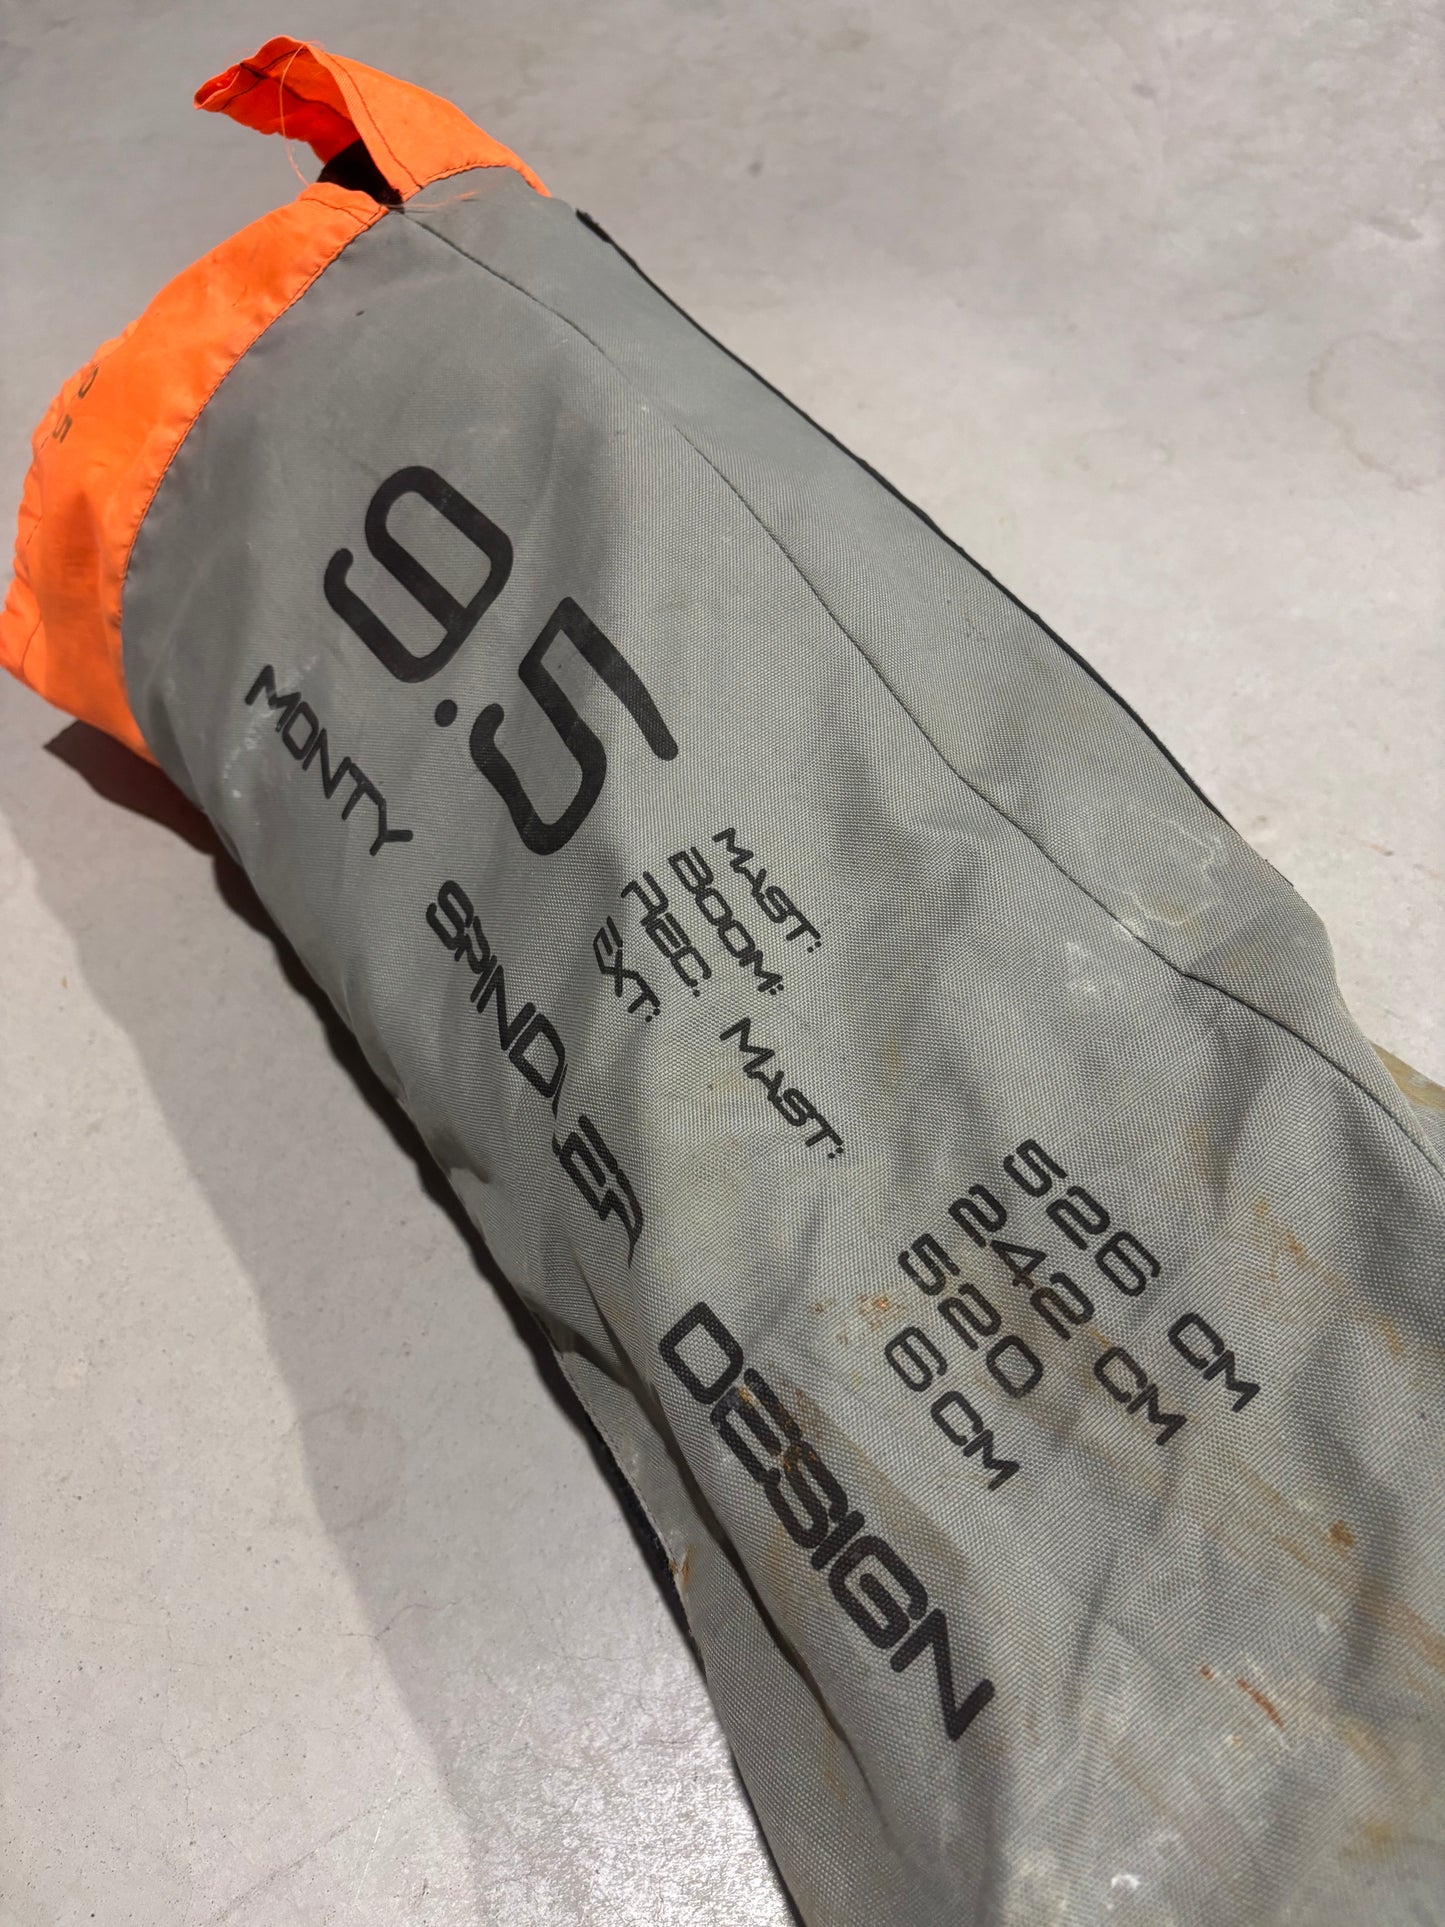 9.5
MAST: 526 CM
BOOM: 242 CM
REC. MAST: 520
EXT.: 6 CM
MONTY SPINDLER DESIGN